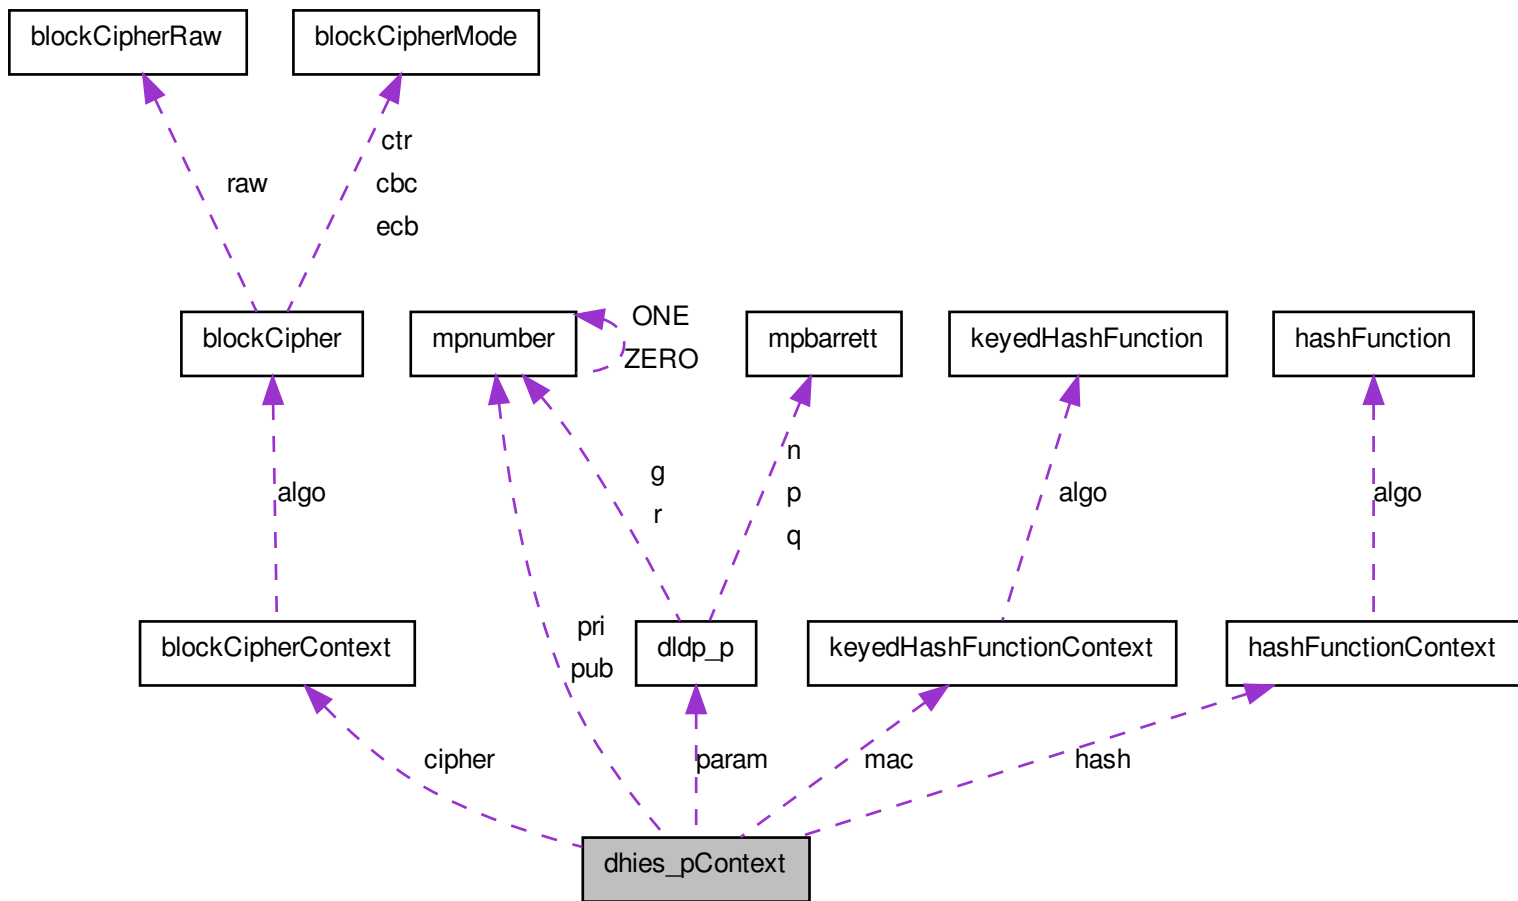 blockCipherRaw
blockCipherMode
ctr
raw
cbc
ecb
ONE
blockCipher
mpnumber
mpbarrett
keyedHashFunction
hashFunction
ZERO
n
g
algo
p
algo
algo
r
q
pri
blockCipherContext
dldp_p
keyedHashFunctionContext
hashFunctionContext
pub
cipher
param
mac
hash
dhies_pContext